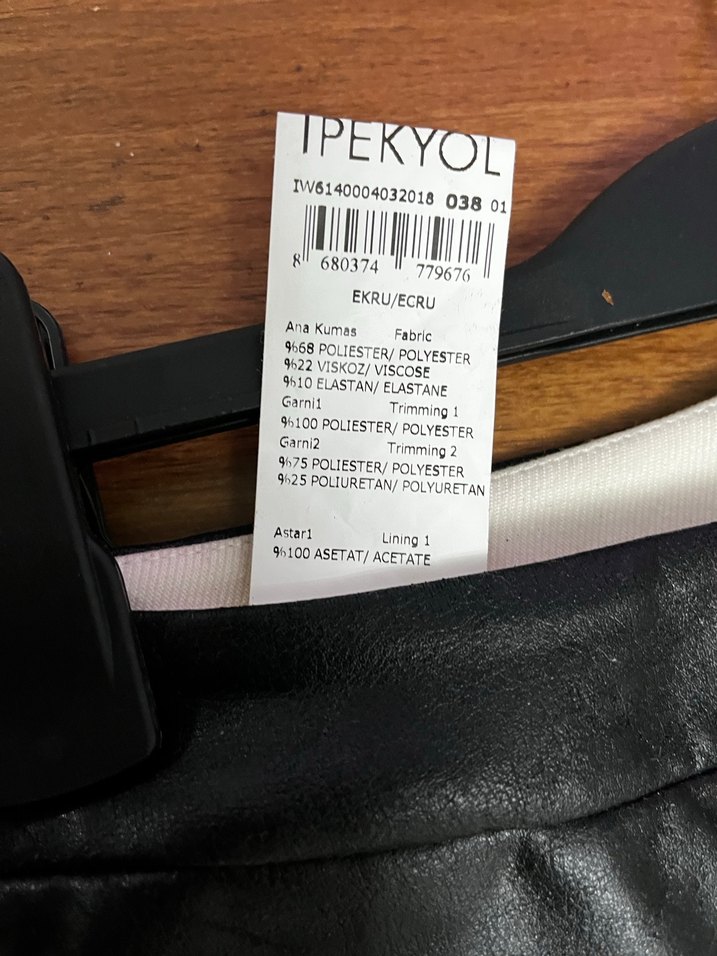 IPEKYOL
IW6140004032018 038 01
8 680374 779676
EKRU/ECRU
Ana Kumas Fabric
%68 POLIESTER/ POLYESTER
%22 VISKOZ/ VISCOSE
%10 ELASTAN/ ELASTANE
Garni1 Trimming 1
%100 POLIESTER/ POLYESTER
Garni2 Trimming 2
%75 POLIESTER/ POLYESTER
%25 POLIURETAN/ POLYURETAN
Astar1 Lining 1
%100 ASETAT/ ACETATE